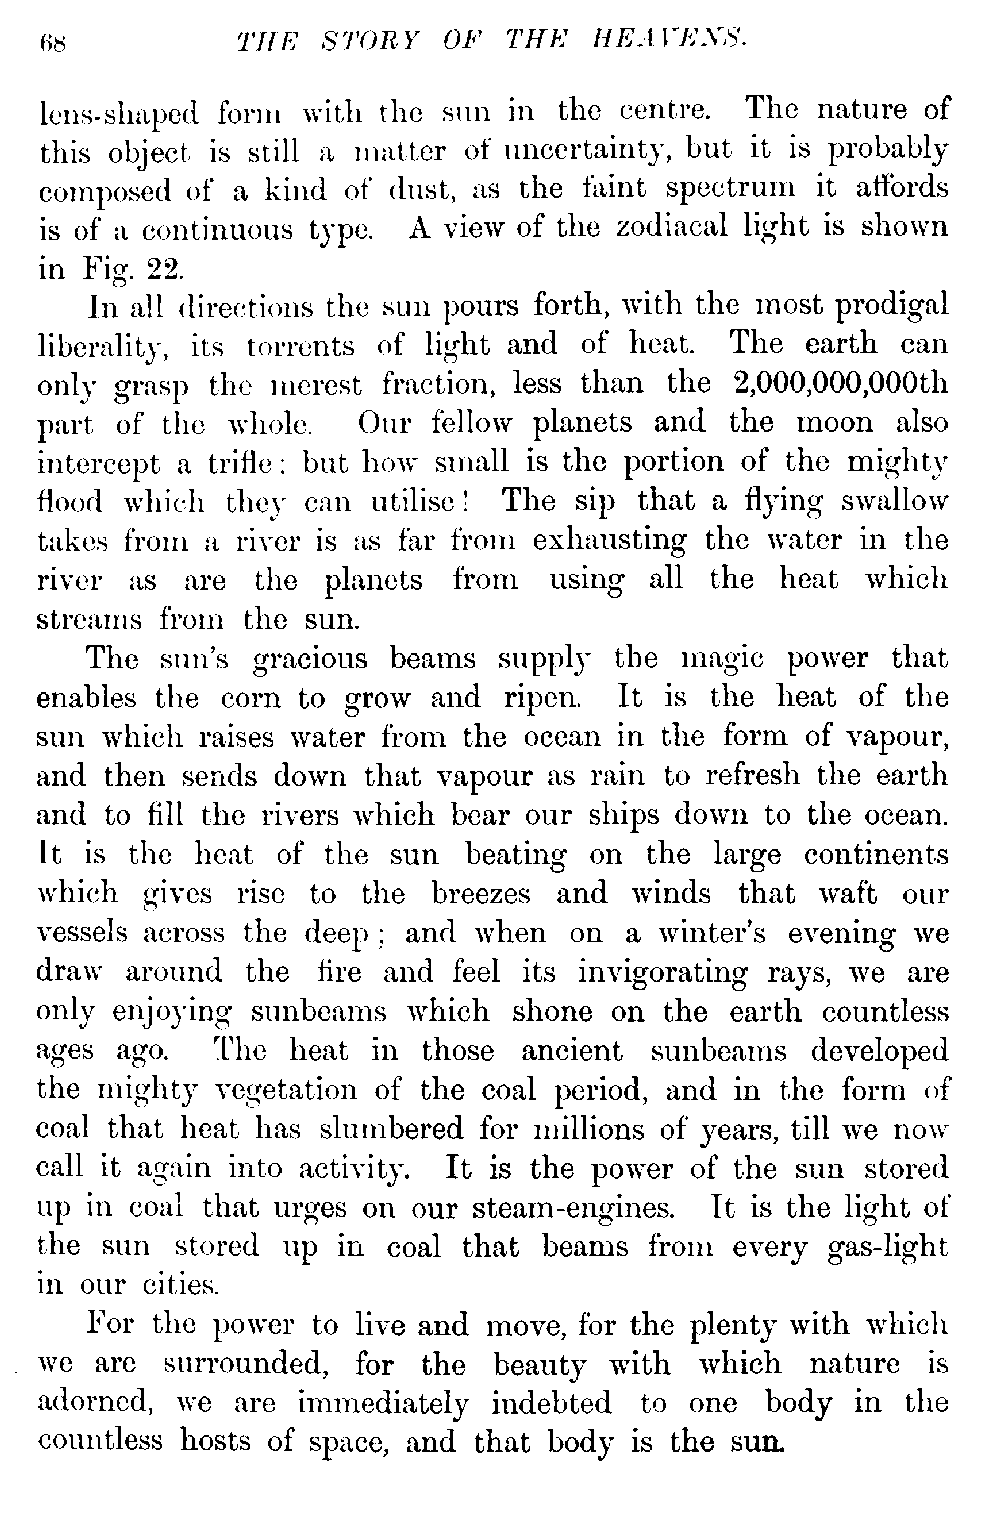 68 THE STORY OF THE HEAVENS.
lens-shaped form with the sun in the centre. The nature of
this object is still a matter of uncertainty, but it is probably
composed of a kind of dust, as the faint spectrum it affords
is of a continuous type. A view of the zodiacal light is shown
in Fig. 22.
In all directions the sun pours forth, with the most prodigal
liberality, its torrents of light and of heat. The earth can
only grasp the merest fraction, less than the 2,000,000,000th
part of the whole. Our fellow planets and the moon also
intercept a trifle; but how small is the portion of the mighty
flood which they can utilise! The sip that a flying swallow
takes from a river is as far from exhausting the water in the
river as are the planets from using all the heat which
streams from the sun.
The sun's gracious beams supply the magic power that
enables the corn to grow and ripen. It is the heat of the
sun which raises water from the ocean in the form of vapour,
and then sends down that vapour as rain to refresh the earth
and to fill the rivers which bear our ships down to the ocean.
It is the heat of the sun beating on the large continents
which gives rise to the breezes and winds that waft our
vessels across the deep; and when on a winter's evening we
draw around the fire and feel its invigorating rays, we are
only enjoying sunbeams which shone on the earth countless
ages ago. The heat in those ancient sunbeams developed
the mighty vegetation of the coal period, and in the form of
coal that heat has slumbered for millions of years, till we now
call it again into activity. It is the power of the sun stored
up in coal that urges on our steam-engines. It is the light of
the sun stored up in coal that beams from every gas-light
in our cities.
For the power to live and move, for the plenty with which
we are surrounded, for the beauty with which nature is
adorned, we are immediately indebted to one body in the
countless hosts of space, and that body is the sun.